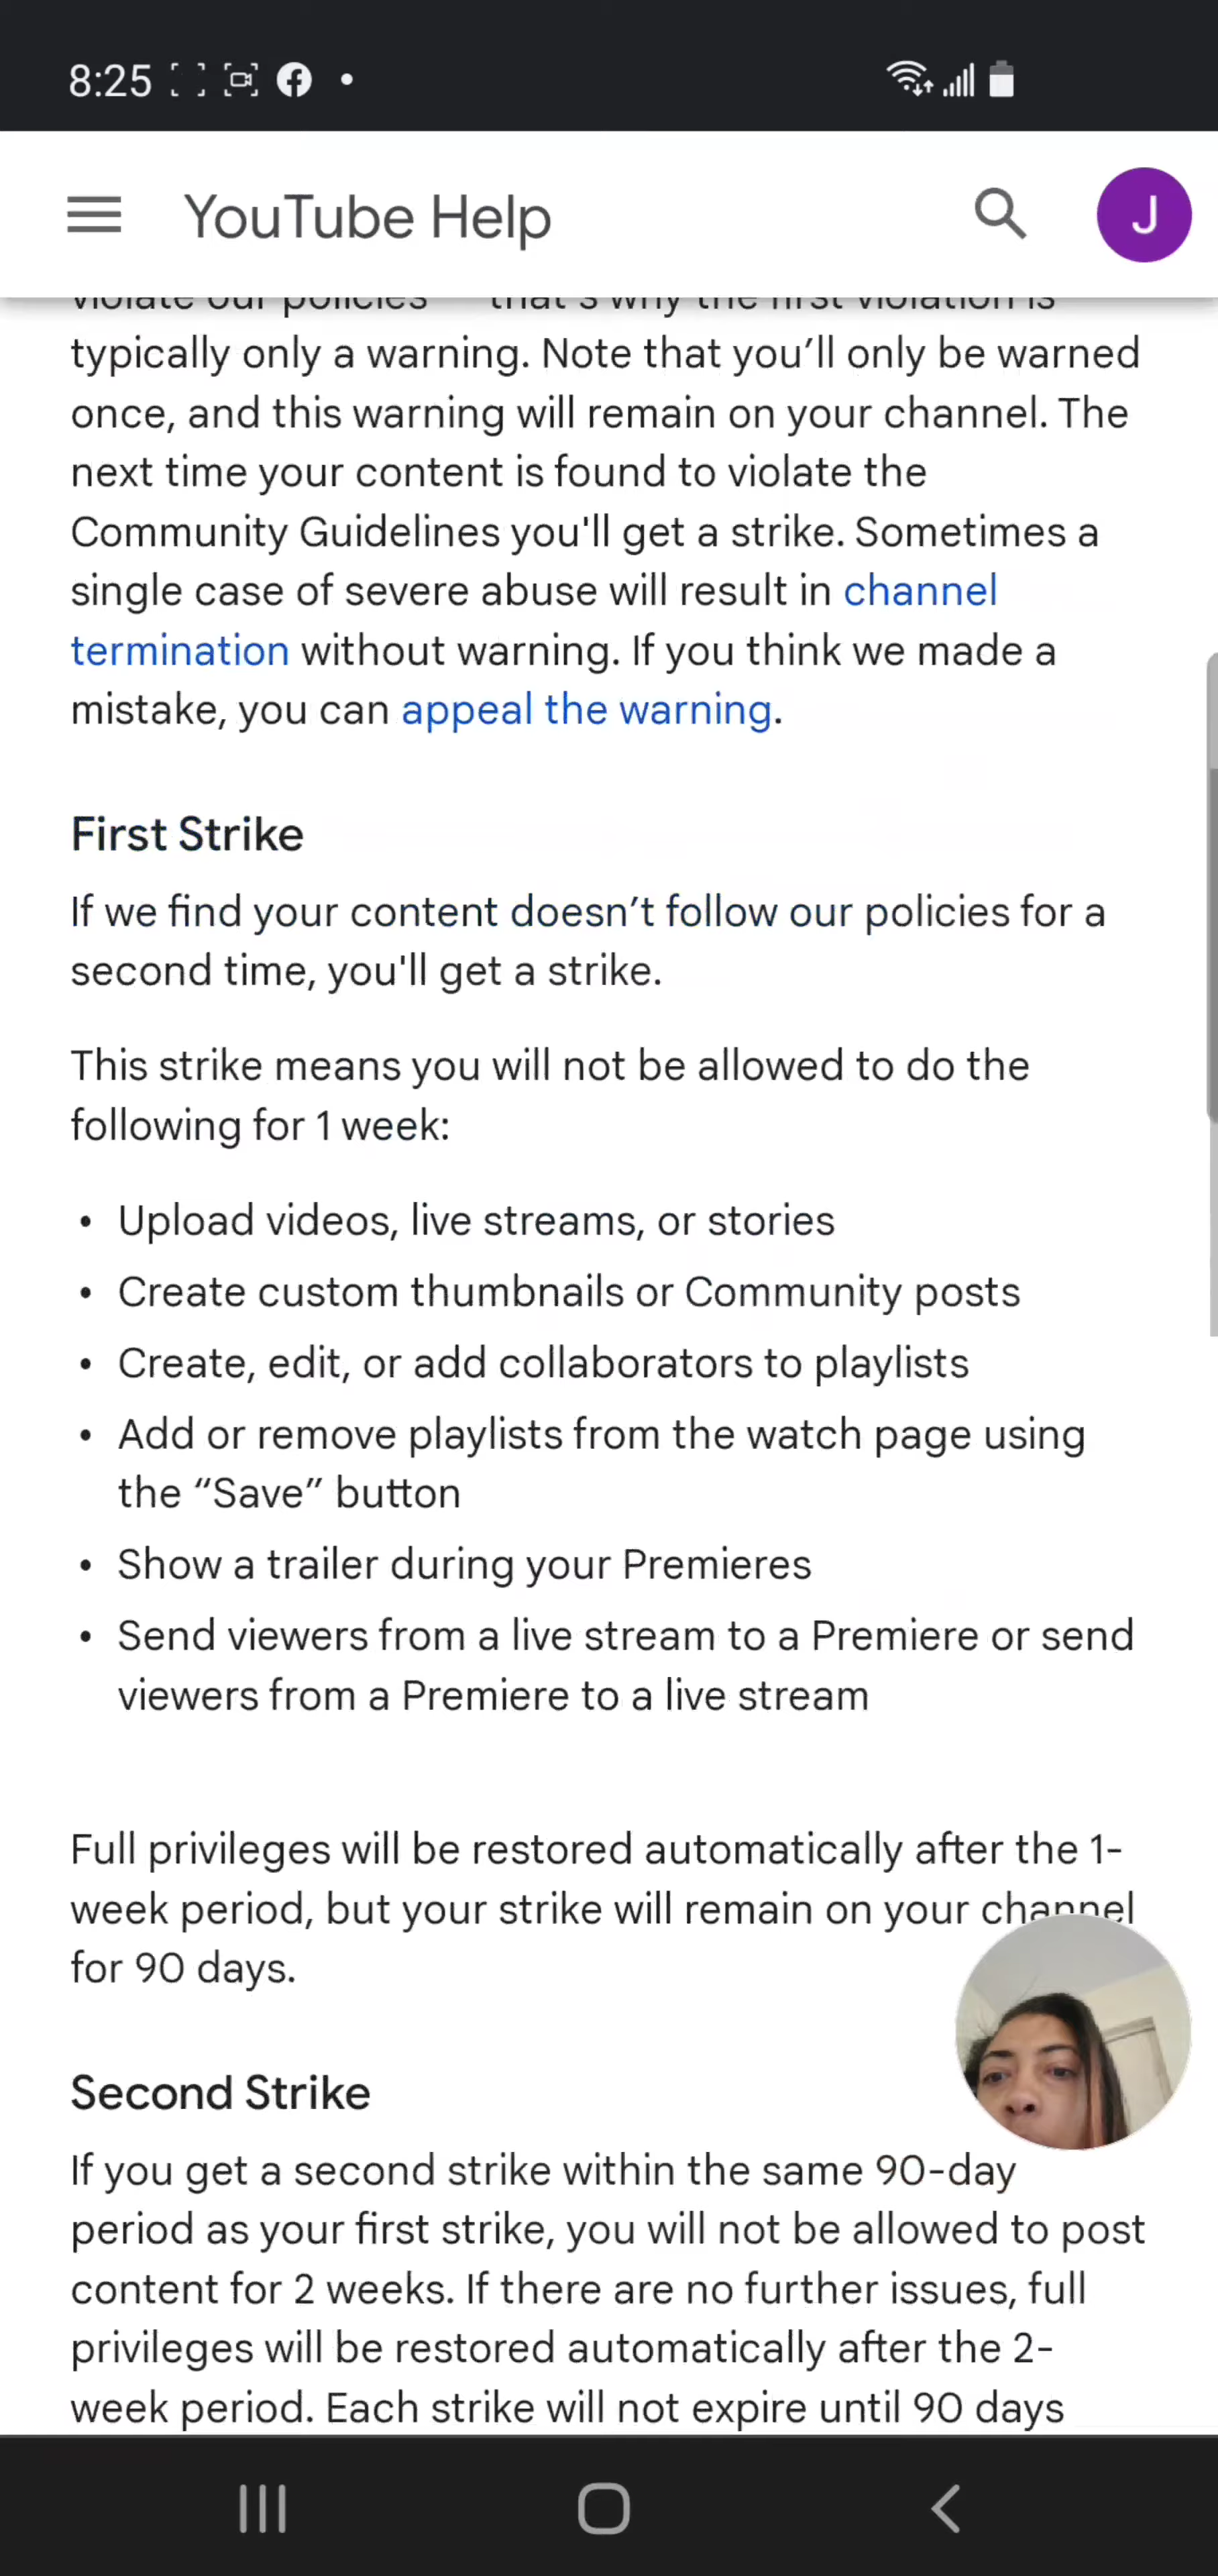 8:25
YouTube Help
J
violate our policies — that's why the first violation is
typically only a warning. Note that you’ll only be warned
once, and this warning will remain on your channel. The
next time your content is found to violate the
Community Guidelines you'll get a strike. Sometimes a
single case of severe abuse will result in channel
termination without warning. If you think we made a
mistake, you can appeal the warning.
First Strike
If we find your content doesn’t follow our policies for a
second time, you'll get a strike.
This strike means you will not be allowed to do the
following for 1 week:
• Upload videos, live streams, or stories
• Create custom thumbnails or Community posts
• Create, edit, or add collaborators to playlists
• Add or remove playlists from the watch page using
the “Save” button
• Show a trailer during your Premieres
• Send viewers from a live stream to a Premiere or send
viewers from a Premiere to a live stream
Full privileges will be restored automatically after the 1-
week period, but your strike will remain on your channel
for 90 days.
Second Strike
If you get a second strike within the same 90-day
period as your first strike, you will not be allowed to post
content for 2 weeks. If there are no further issues, full
privileges will be restored automatically after the 2-
week period. Each strike will not expire until 90 days